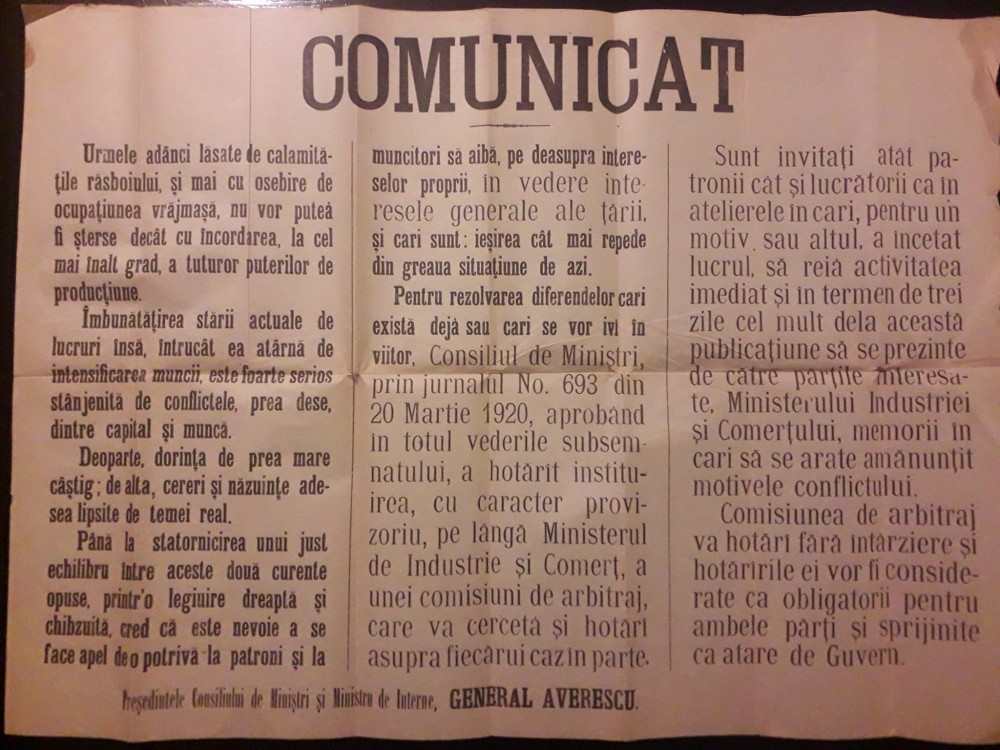 COMUNICAT
Urmele adânci lăsate de calamită-
țile răsboiului, și mai cu osebire de
ocupațiunea vrăjmașă, nu vor puteà
fi șterse decât cu încordarea, la cel
mai înalt grad, a tuturor puterilor de
producțiune.
Îmbunătățirea stării actuale de
lucruri însă, întrucât ea atârnă de
intensificarea muncii, este foarte serios
stânjenită de conflictele, prea dese,
dintre capital și muncă.
Deoparte, dorința de prea mare
câștig; de alta, cereri și năzuințe ade-
sea lipsite de temei real.
Până la statornicirea unui just
echilibru între aceste două curente
opuse, printr'o legiuire dreaptă și
chibzuită, cred că este nevoie a se
face apel deo potrivă la patroni și la
muncitori să aibă, pe deasupra intere-
selor proprii, în vedere inte-
resele generale ale țării,
și cari sunt: ieșirea cât mai repede
din greaua situațiune de azi.
Pentru rezolvarea diferendelor cari
există dejà sau cari se vor ivi în
viitor, Consiliul de Miniștri,
prin jurnalul No. 693 din
20 Martie 1920, aprobând
în totul vederile subsem-
natului, a hotărît institu-
irea, cu caracter provi-
zoriu, pe lângă Ministerul
de Industrie și Comerț, a
unei comisiuni de arbitraj,
care va cercetà și hotărî
asupra fiecărui caz în parte.
Sunt invitați atât pa-
tronii cât și lucrătorii ca în
atelierele în cari, pentru un
motiv sau altul, a încetat
lucrul, să reià activitatea
imediat și în termen de trei
zile cel mult dela această
publicațiune să se prezinte
de către părțile interesa-
te, Ministerului Industriei
și Comerțului, memorii în
cari să se arate amănunțit
motivele conflictului.
Comisiunea de arbitraj
va hotărî fără întârziere și
hotărîrile ei vor fi conside-
rate ca obligatorii pentru
ambele părți și sprijinite
ca atare de Guvern.
Președintele Consiliului de Miniștri și Ministru de Interne, GENERAL AVERESCU.